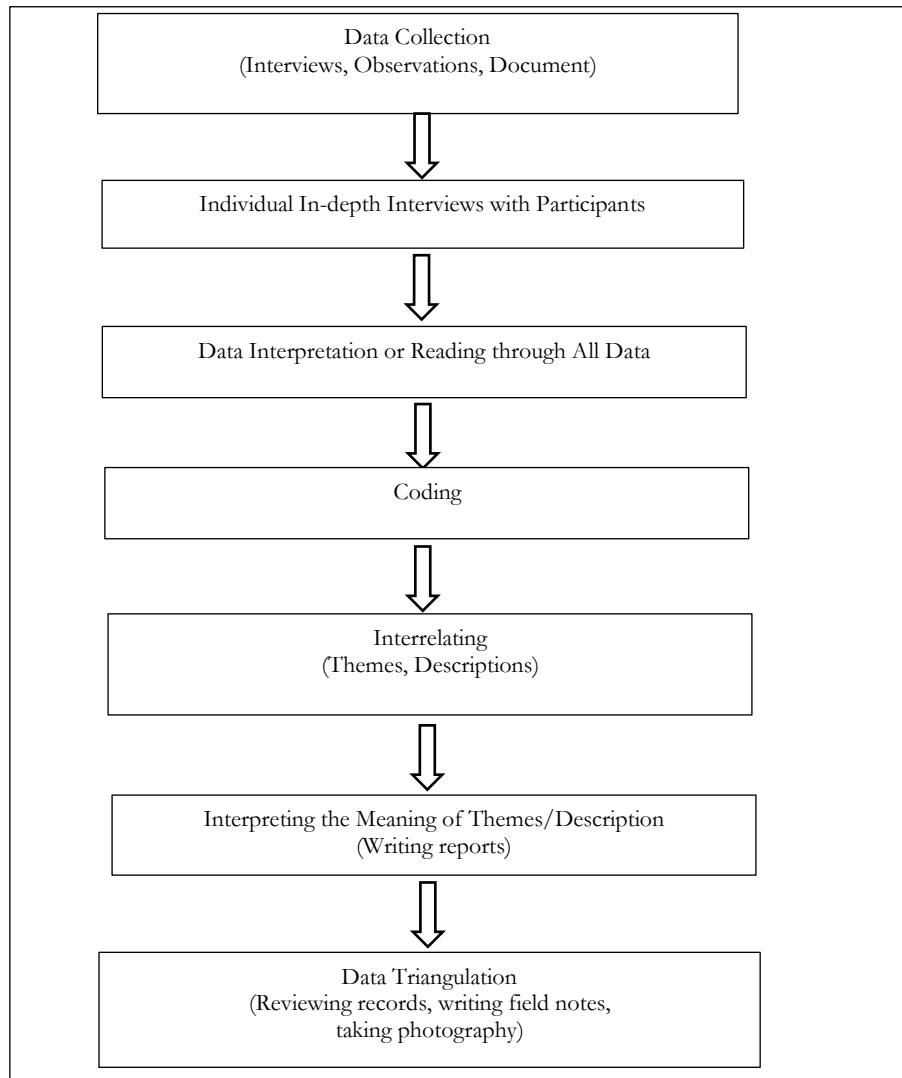 Data Collection
(Interviews, Observations, Document)
Individual In-depth Interviews with Participants
Data Interpretation or Reading through All Data
Coding
Interrelating
(Themes, Descriptions)
Interpreting the Meaning of Themes/Description
(Writing reports)
Data Triangulation
(Reviewing records, writing field notes,
taking photography)